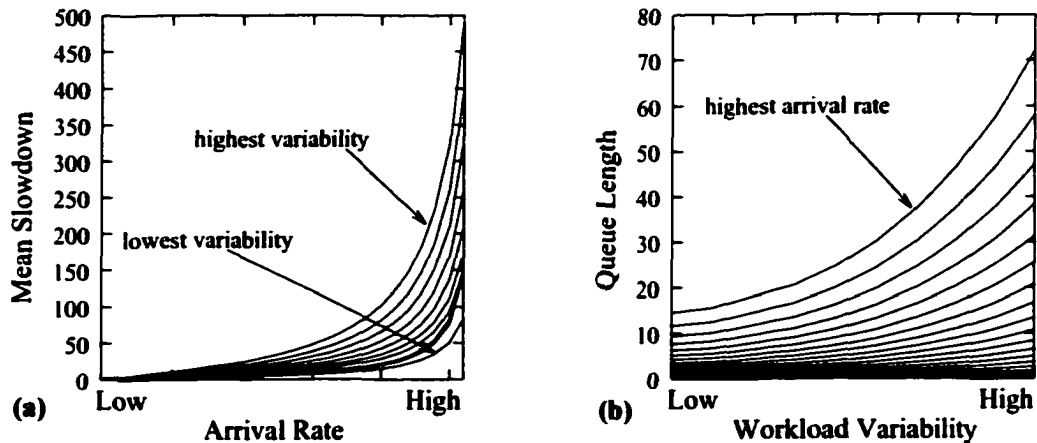 500
450
400
350
300
250
200
150
100
50
0
Mean Slowdown
highest variability
lowest variability
Low
High
(a)
Arrival Rate
80
70
60
50
40
30
20
10
0
Queue Length
highest arrival rate
Low
High
(b)
Workload Variability